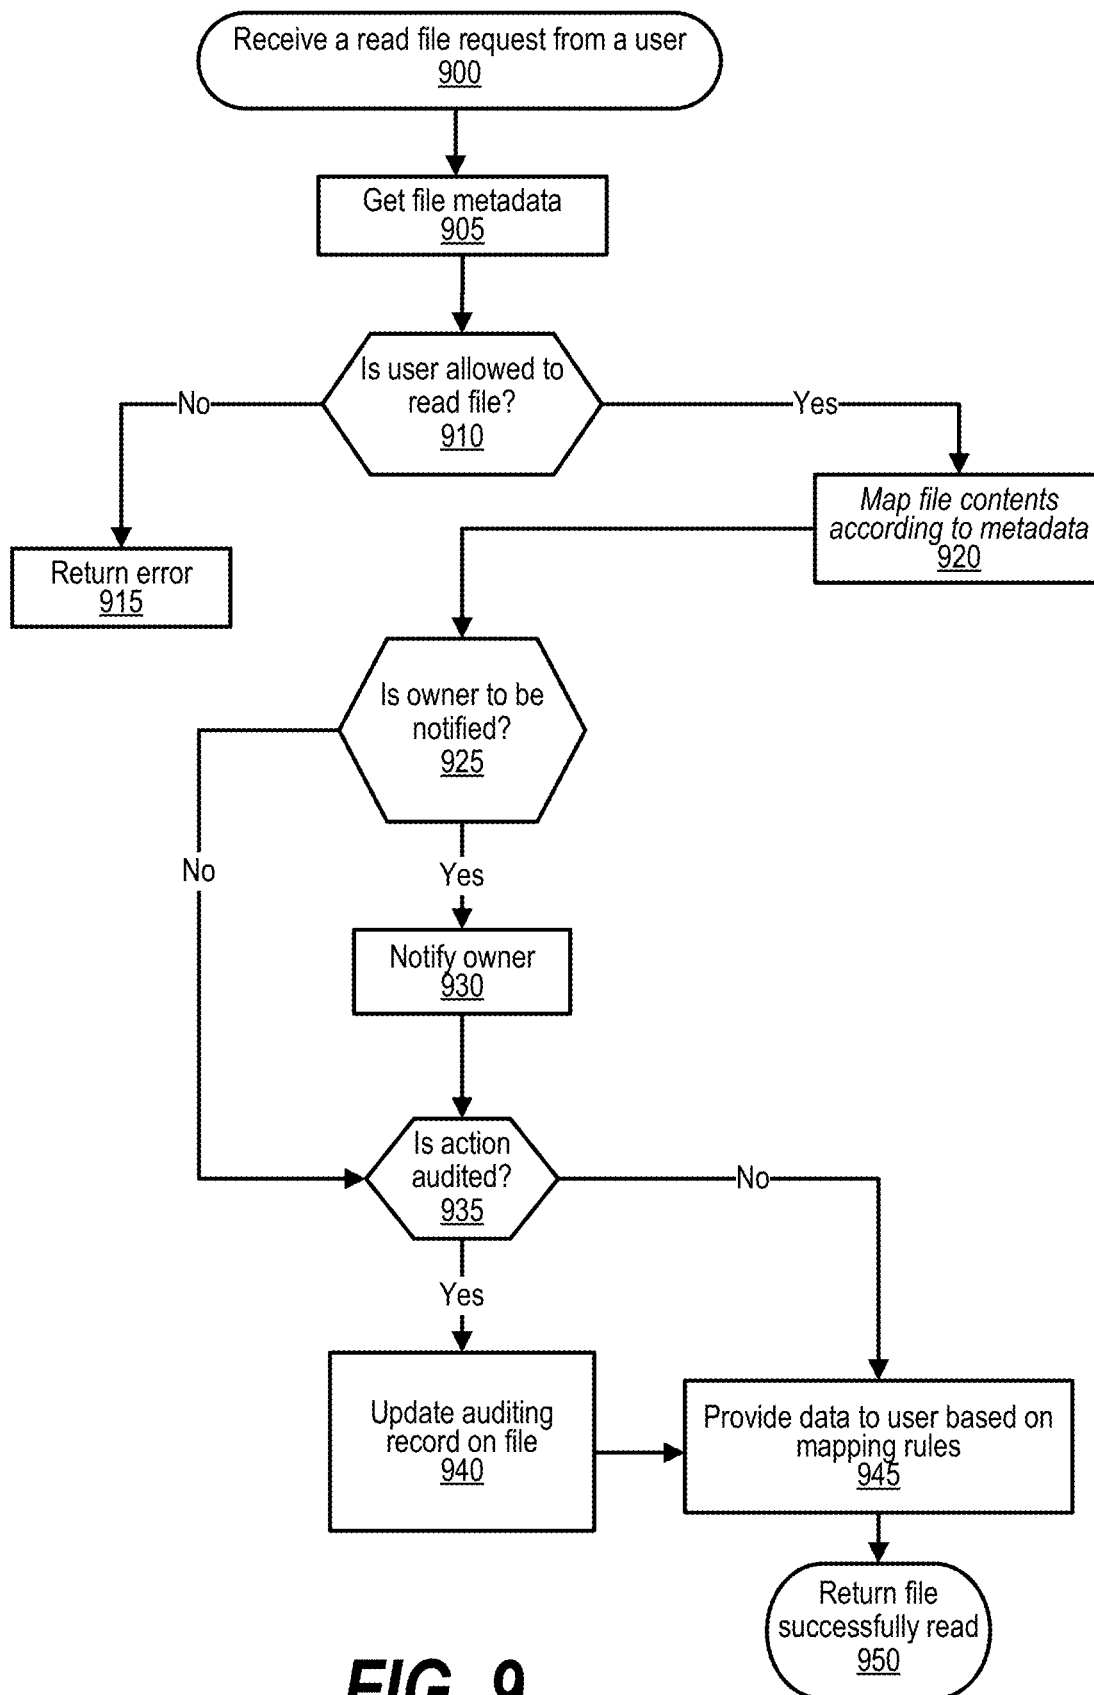 Receive a read file request from a user
900
Get file metadata
905
Is user allowed to
read file?
910
No
Yes
Map file contents
according to metadata
920
Return error
915
Is owner to be
notified?
925
No
Yes
Notify owner
930
Is action
audited?
935
No
Yes
Update auditing
record on file
940
Provide data to user based on
mapping rules
945
Return file
successfully read
950
FIG. 9